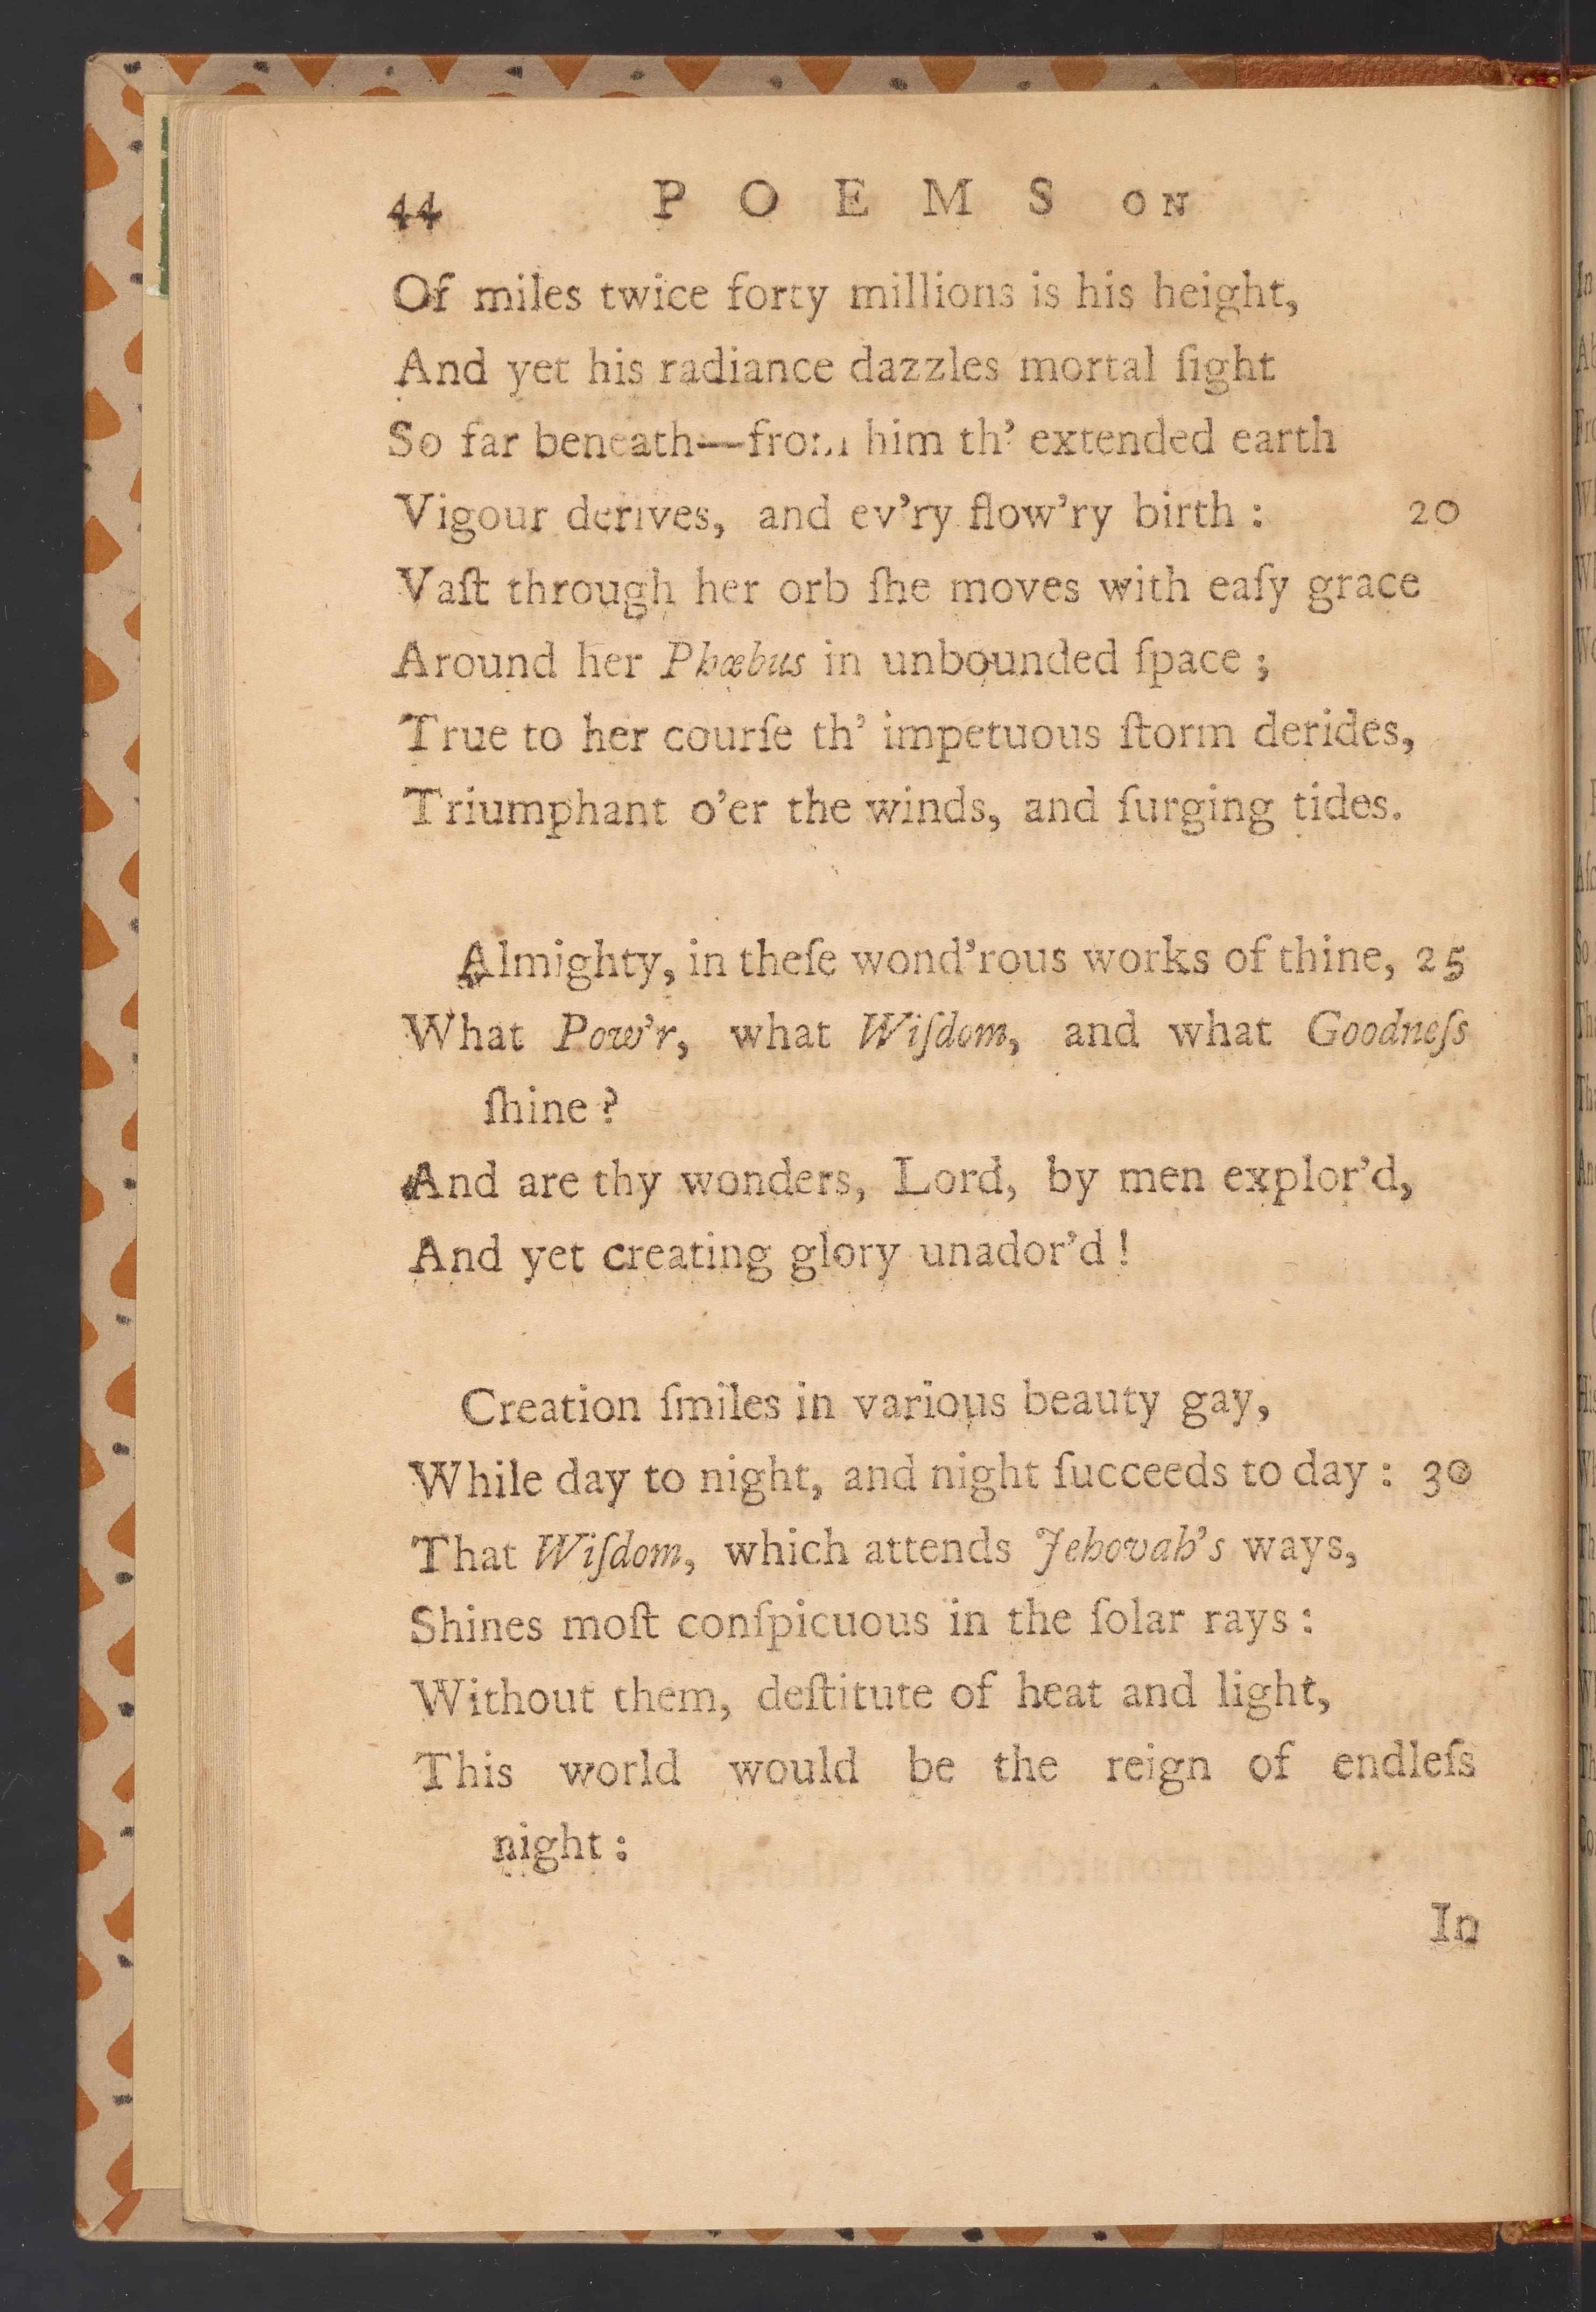 44 POEMS ON
Of miles twice forty millions is his height,
And yet his radiance dazzles mortal ſight
So far beneath—from him th’ extended earth
Vigour derives, and ev’ry flow’ry birth : 20
Vaſt through her orb ſhe moves with eaſy grace
Around her Phœbus in unbounded ſpace ;
True to her courſe th’ impetuous ſtorm derides,
Triumphant o’er the winds, and ſurging tides.
Almighty, in theſe wond’rous works of thine, 25
What Pow’r, what Wiſdom, and what Goodneſs
ſhine ?
And are thy wonders, Lord, by men explor’d,
And yet creating glory unador’d !
Creation ſmiles in various beauty gay,
While day to night, and night ſucceeds to day : 30
That Wiſdom, which attends Jehovah’s ways,
Shines moſt conſpicuous in the ſolar rays :
Without them, deſtitute of heat and light,
This world would be the reign of endleſs
night :
In